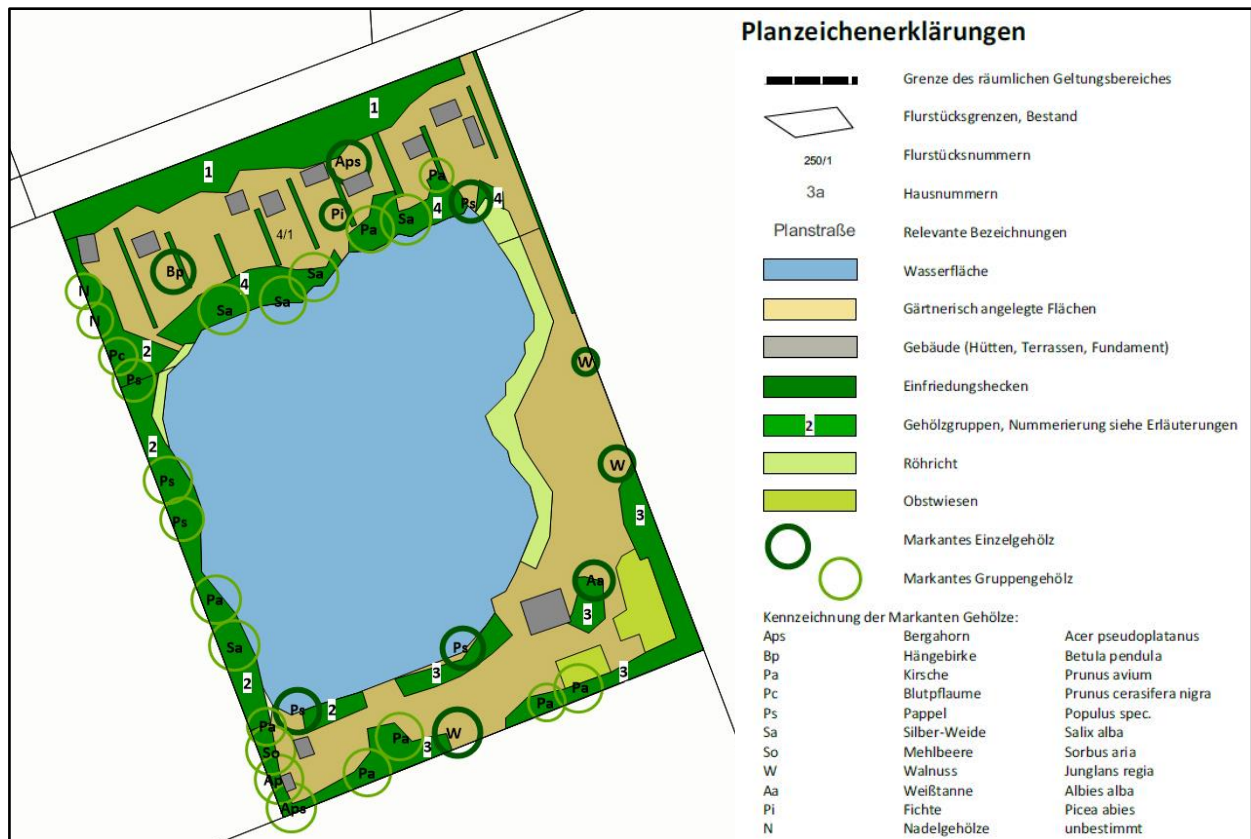 Planzeichenerklärungen
Grenze des räumlichen Geltungsbereiches
Flurstücksgrenzen, Bestand
250/1 Flurstücksnummern
3a Hausnummern
Planstraße Relevante Bezeichnungen
Wasserfläche
Gärtnerisch angelegte Flächen
Gebäude (Hütten, Terrassen, Fundament)
Einfriedungshecken
2 Gehölzgruppen, Nummerierung siehe Erläuterungen
Röhricht
Obstwiesen
Markantes Einzelgehölz
Markantes Gruppengehölz
Kennzeichnung der Markanten Gehölze:
Aps Bergahorn Acer pseudoplatanus
Bp Hängebirke Betula pendula
Pa Kirsche Prunus avium
Pc Blutpflaume Prunus cerasifera nigra
Ps Pappel Populus spec.
Sa Silber-Weide Salix alba
So Mehlbeere Sorbus aria
W Walnuss Junglans regia
Aa Weißtanne Albies alba
Pi Fichte Picea abies
N Nadelgehölze unbestimmt
1
1
Aps
Pa
Ps
4
4
Pi
Sa
Pa
4/1
Bp
Sa
4
Sa
Sa
N
N
2
Pc
Ps
W
2
W
Ps
3
Ps
Aa
Pa
3
Sa
Ps
3
3
2
Pa
Ps
2
Pa
So
Pa
W
3
Pa
Ap
Pa
Aps